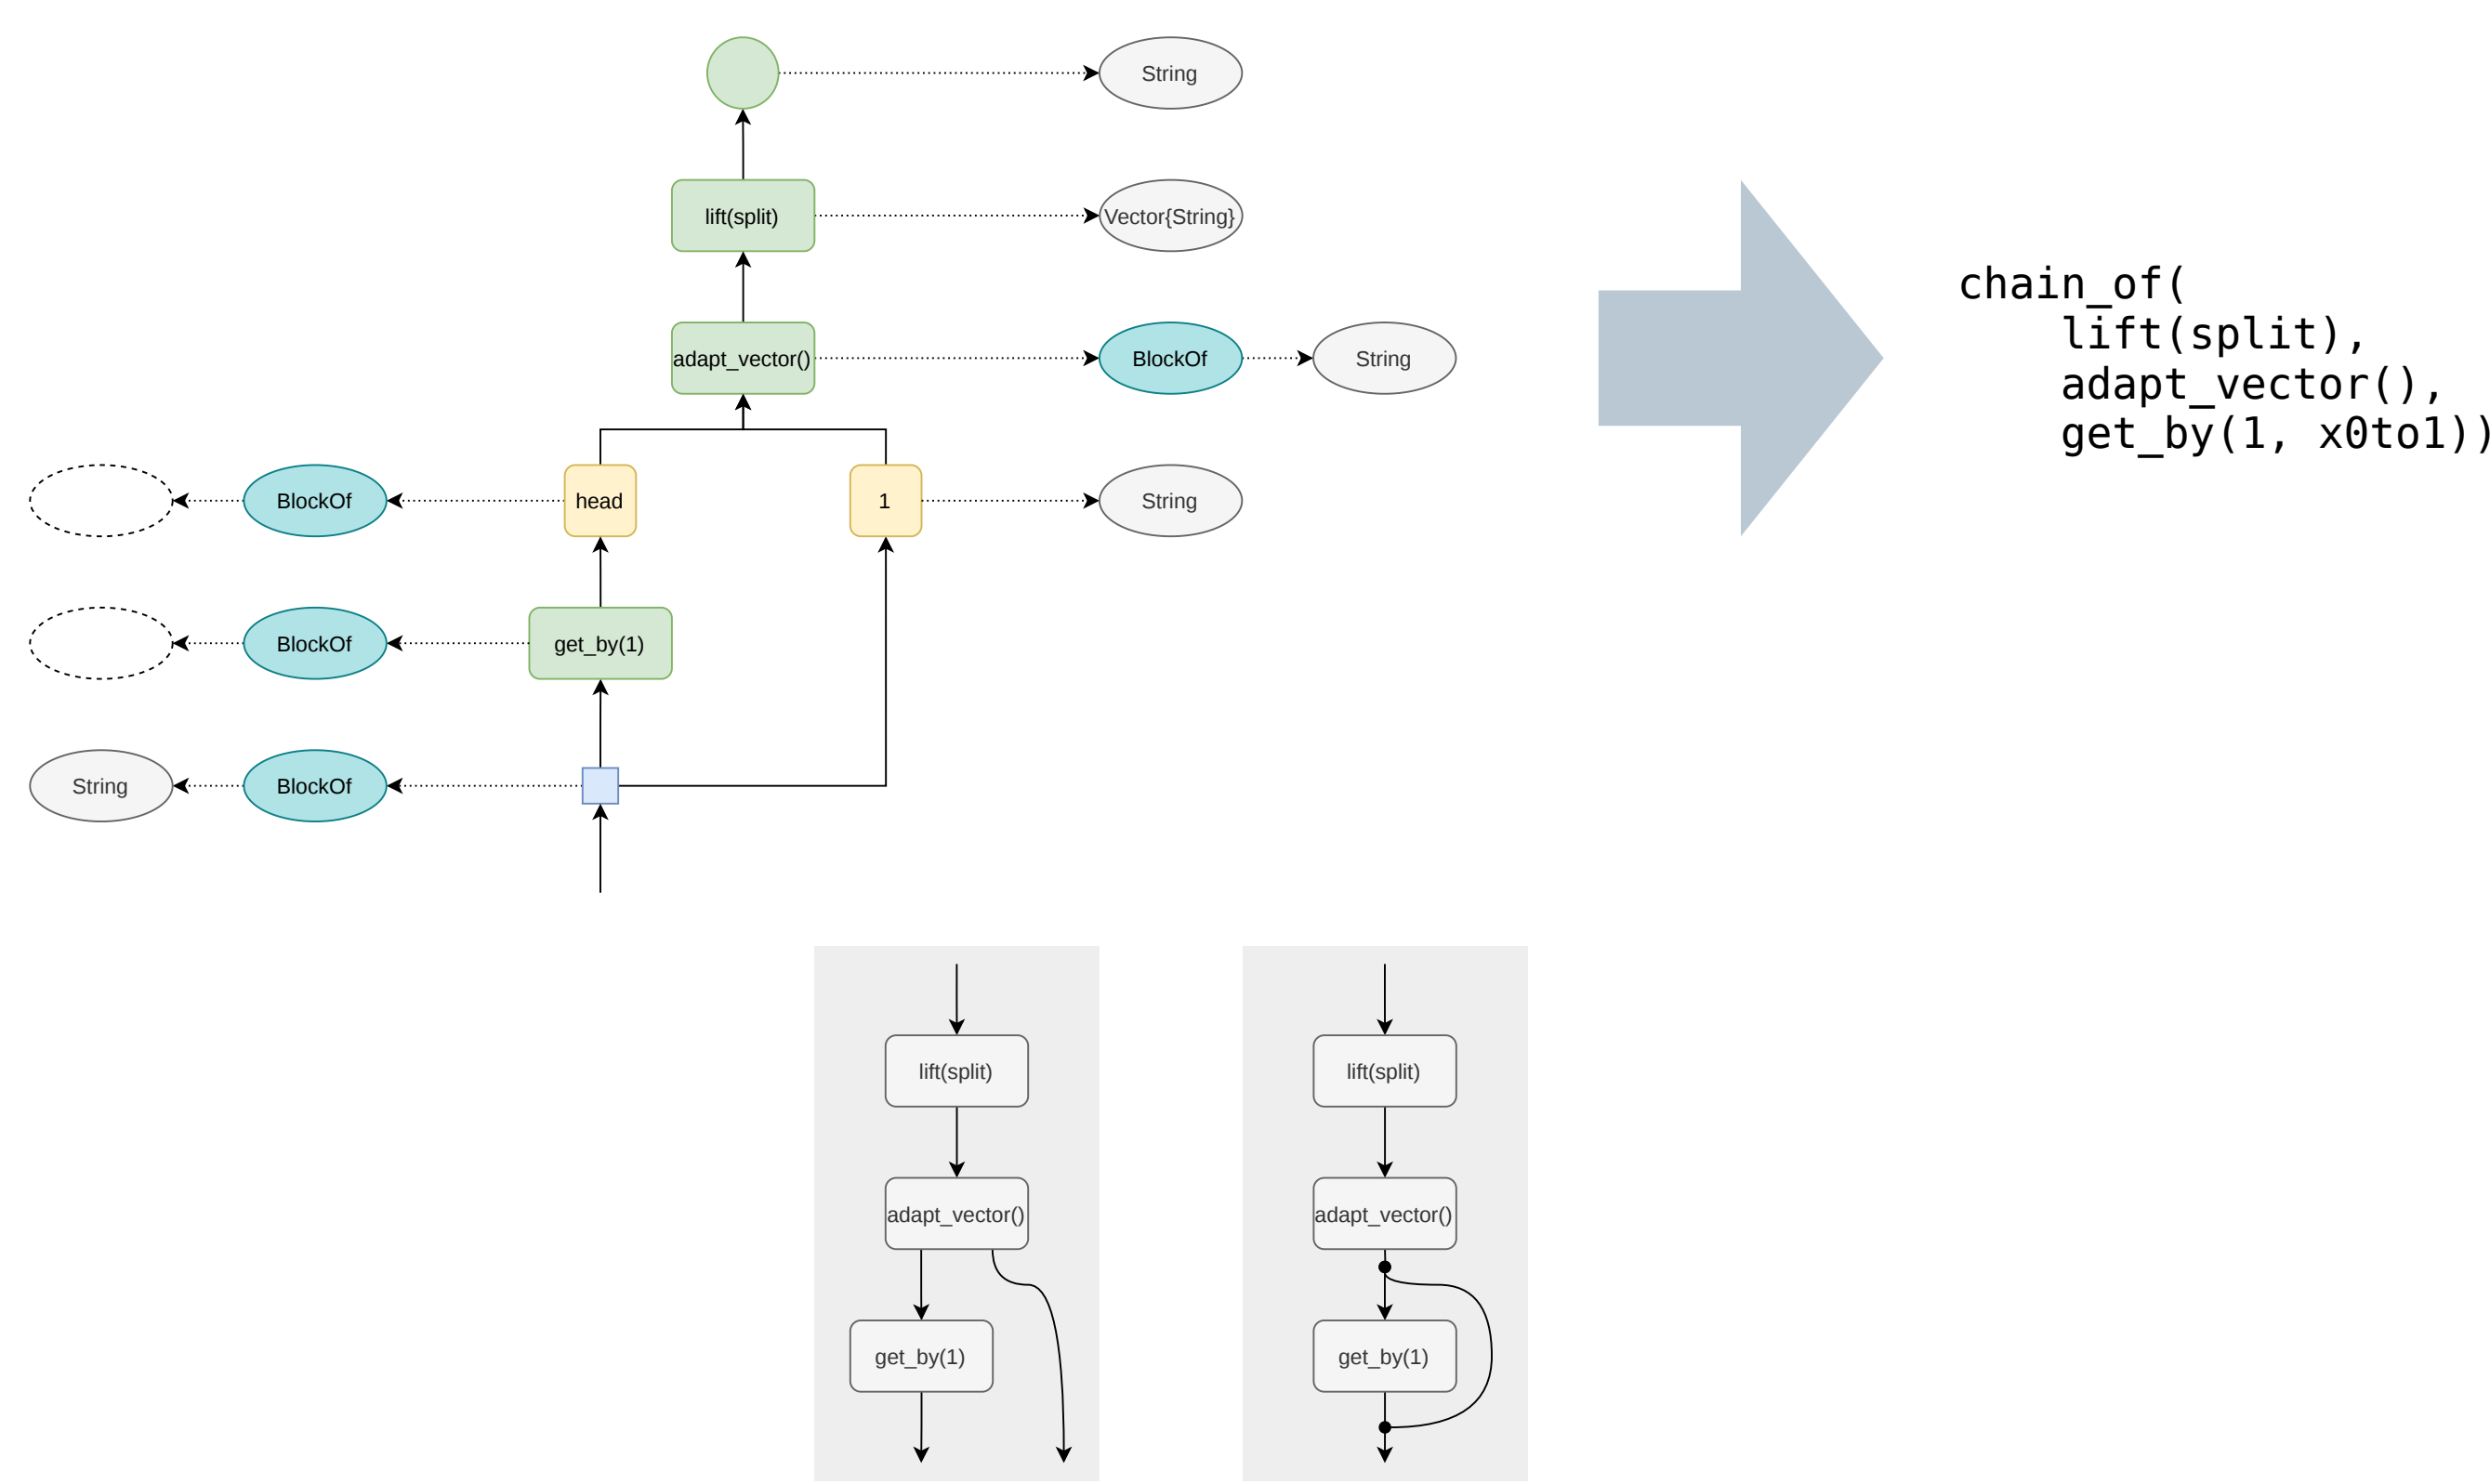 String
lift(split)
Vector{String}
adapt_vector()
BlockOf
String
BlockOf
head
1
String
BlockOf
get_by(1)
String
BlockOf
chain_of(
    lift(split),
    adapt_vector(),
    get_by(1, x0to1))
lift(split)
adapt_vector()
get_by(1)
lift(split)
adapt_vector()
get_by(1)